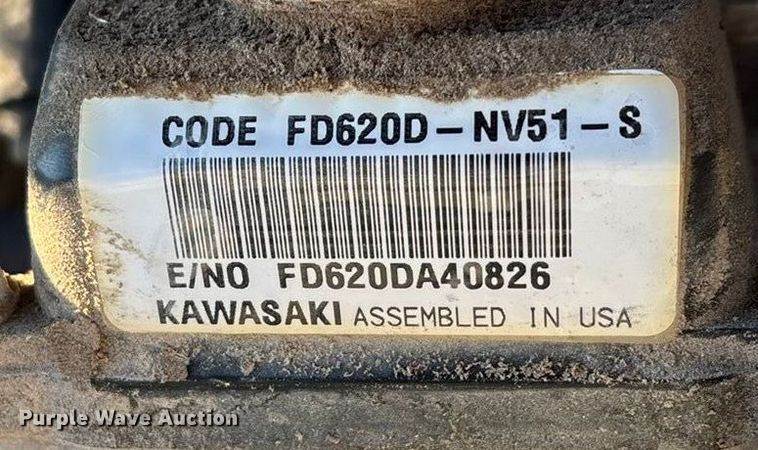 CODE FD620D-NV51-S
E/NO FD620DA40826
KAWASAKI ASSEMBLED IN USA
Purple Wave Auction